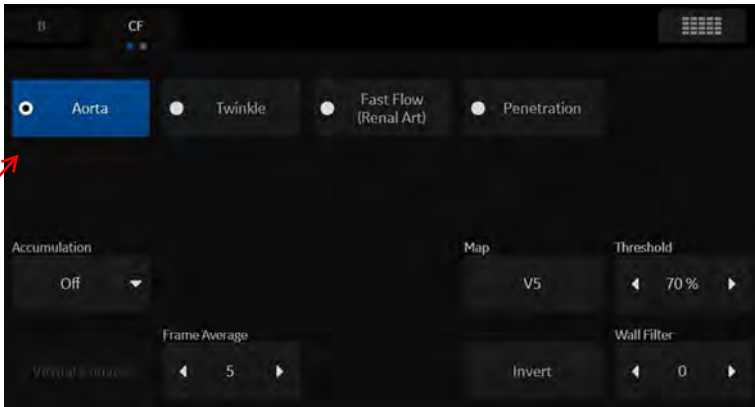 B CF
Aorta Twinkle Fast Flow Penetration
(Renal Art)
Accumulation Map Threshold
Off V5 70 %
Frame Average Wall Filter
5 Invert 0